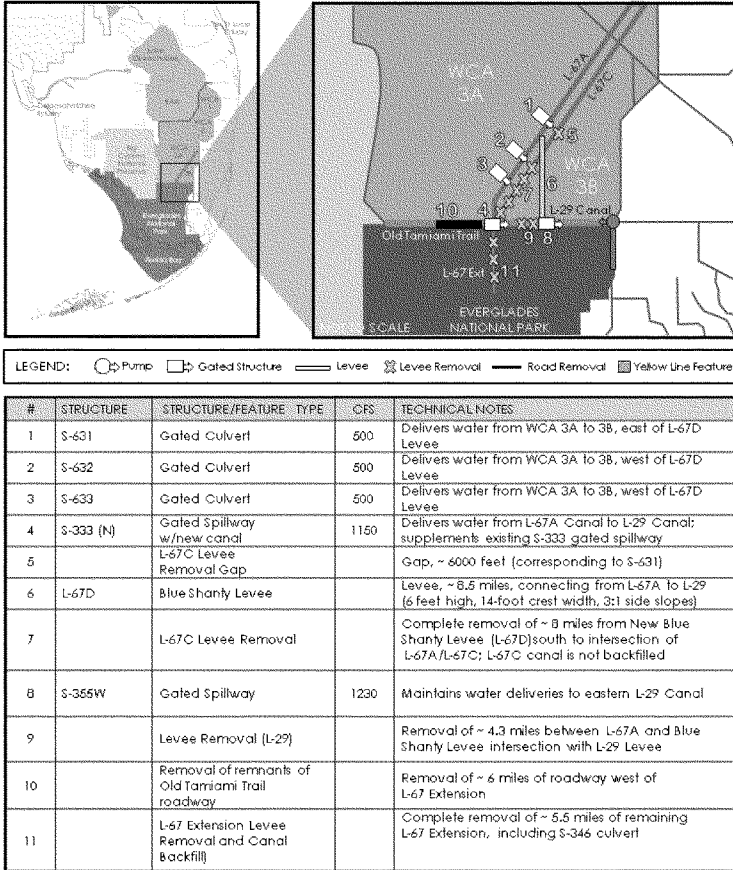 Everglades
National
Park
Florida Bay
WCA
3A
L-67A
L-67C
1
5
2
3
6
7
WCA
3B
L-29 Canal
10
4
9
8
Old Tamiami Trail
L-67 Ext
11
EVERGLADES
NATIONAL PARK
SCALE
LEGEND: Pump Gated Structure Levee Levee Removal Road Removal Yellow Line Feature
# STRUCTURE STRUCTURE/FEATURE TYPE CFS TECHNICAL NOTES
1 S-631 Gated Culvert 500 Delivers water from WCA 3A to 3B, east of L-67D
Levee
2 S-632 Gated Culvert 500 Delivers water from WCA 3A to 3B, west of L-67D
Levee
3 S-633 Gated Culvert 500 Delivers water from WCA 3A to 3B, west of L-67D
Levee
4 S-333 (N) Gated Spillway 1150 Delivers water from L-67A Canal to L-29 Canal;
w/new canal supplements existing S-333 gated spillway
5 L-67C Levee Gap, ~ 6000 feet (corresponding to S-631)
Removal Gap
6 L-67D Blue Shanty Levee Levee, ~ 8.5 miles, connecting from L-67A to L-29
(6 feet high, 14-foot crest width, 3:1 side slopes)
7 L-67C Levee Removal Complete removal of ~ 8 miles from New Blue
Shanty Levee (L-67D)south to intersection of
L-67A/L-67C; L-67C canal is not backfilled
8 S-355W Gated Spillway 1230 Maintains water deliveries to eastern L-29 Canal
9 Levee Removal (L-29) Removal of ~ 4.3 miles between L-67A and Blue
Shanty Levee intersection with L-29 Levee
10 Removal of remnants of Removal of ~ 6 miles of roadway west of
Old Tamiami Trail L-67 Extension
roadway
11 L-67 Extension Levee Complete removal of ~ 5.5 miles of remaining
Removal and Canal L-67 Extension, including S-346 culvert
Backfill)